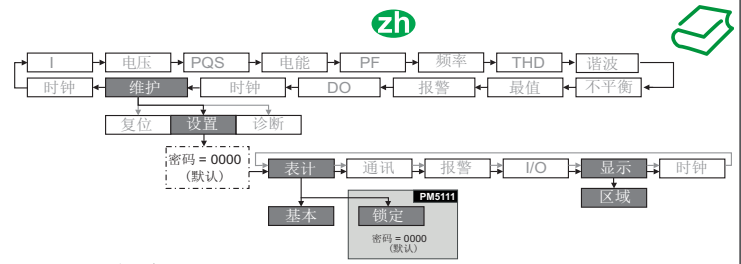 zh
I 电压 PQS 电能 PF 频率 THD 谐波
时钟 维护 时钟 DO 报警 最值 不平衡
复位 设置 诊断
密码 = 0000
(默认)
表计 通讯 报警 I/O 显示 时钟
PM5111
基本 锁定 区域
密码 = 0000
(默认)